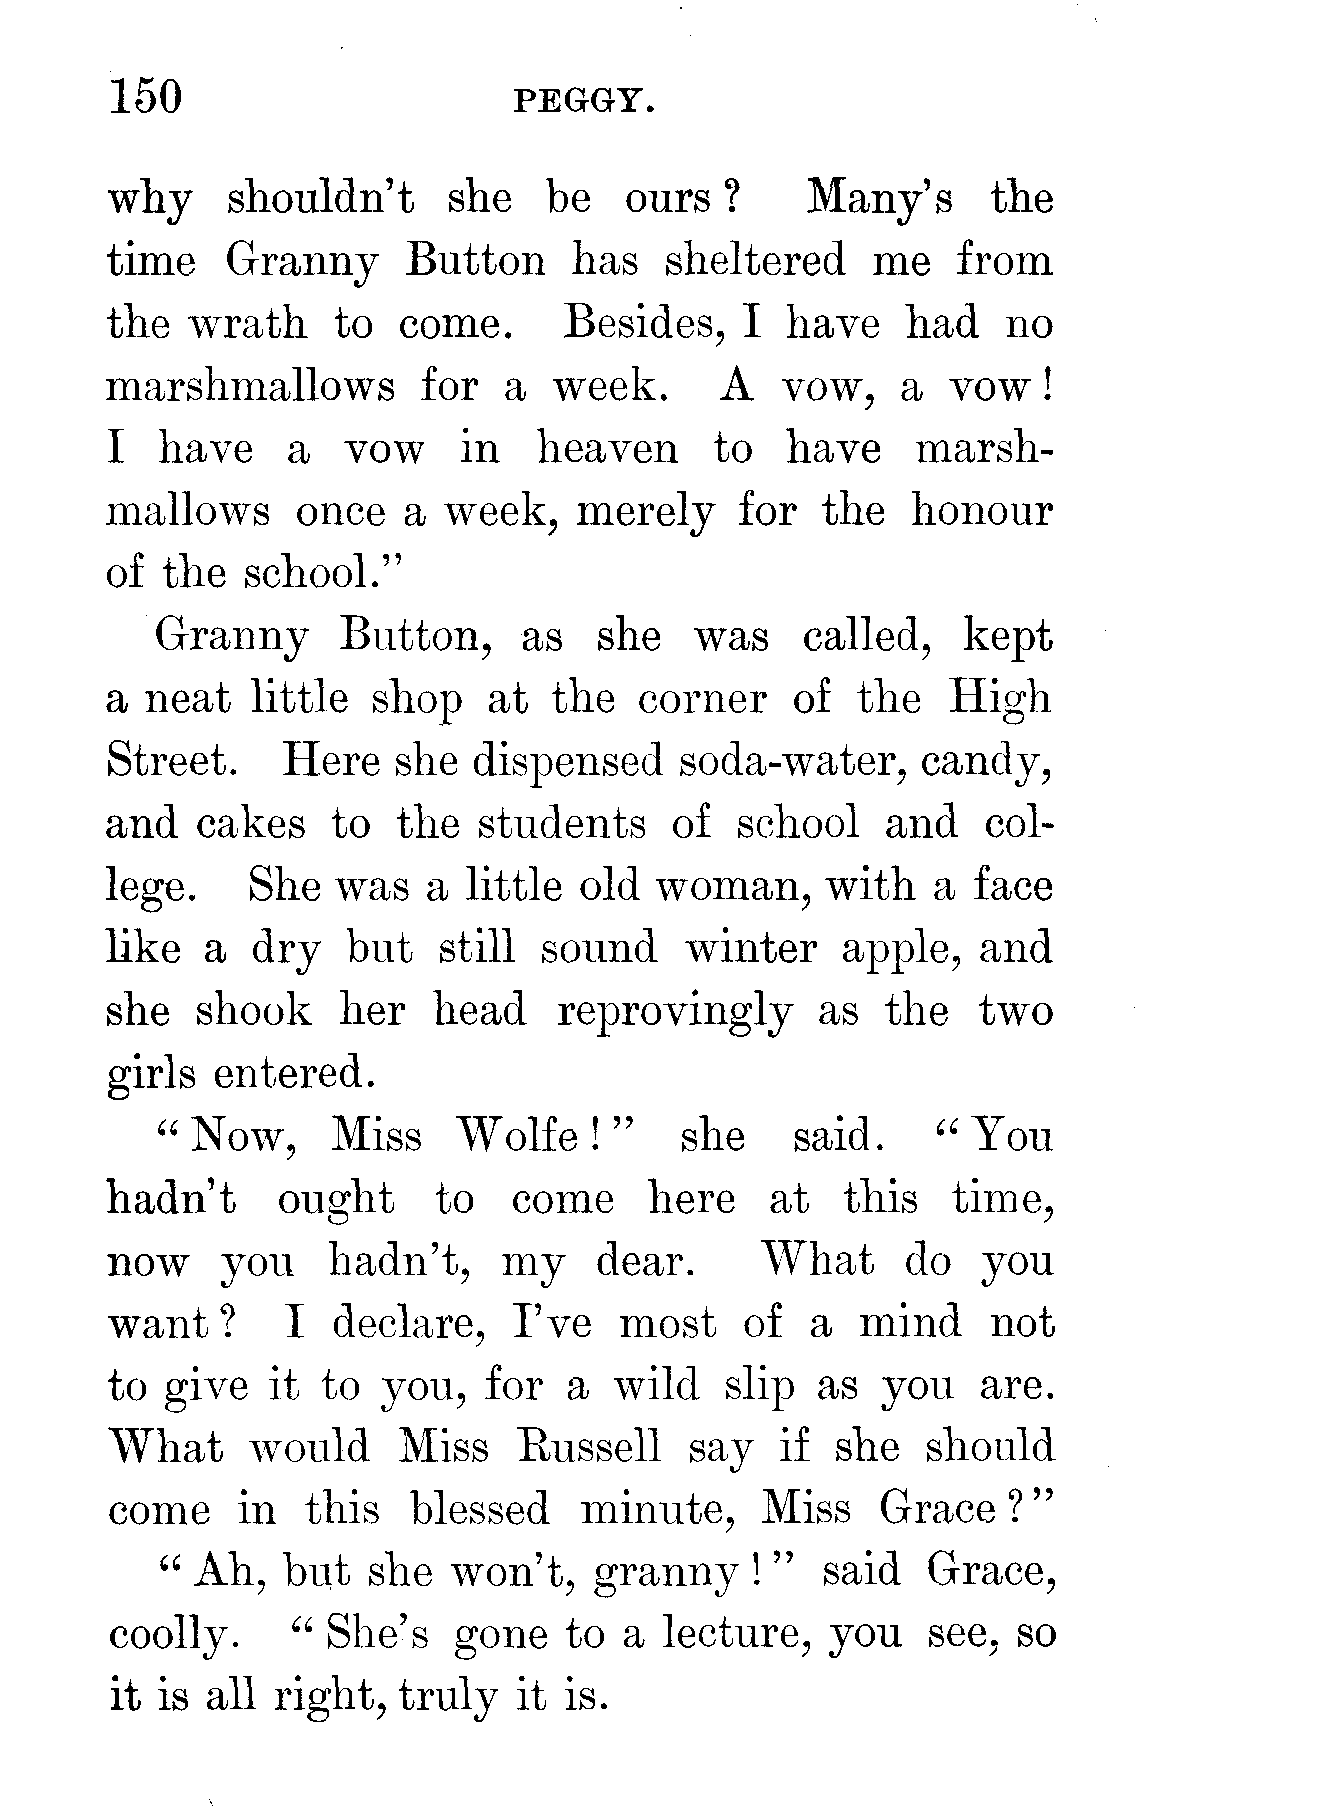 150 PEGGY.
why shouldn't she be ours? Many's the
time Granny Button has sheltered me from
the wrath to come. Besides, I have had no
marshmallows for a week. A vow, a vow!
I have a vow in heaven to have marsh-
mallows once a week, merely for the honour
of the school."
Granny Button, as she was called, kept
a neat little shop at the corner of the High
Street. Here she dispensed soda-water, candy,
and cakes to the students of school and col-
lege. She was a little old woman, with a face
like a dry but still sound winter apple, and
she shook her head reprovingly as the two
girls entered.
"Now, Miss Wolfe!" she said. "You
hadn't ought to come here at this time,
now you hadn't, my dear. What do you
want? I declare, I've most of a mind not
to give it to you, for a wild slip as you are.
What would Miss Russell say if she should
come in this blessed minute, Miss Grace?"
"Ah, but she won't, granny!" said Grace,
coolly. "She's gone to a lecture, you see, so
it is all right, truly it is.